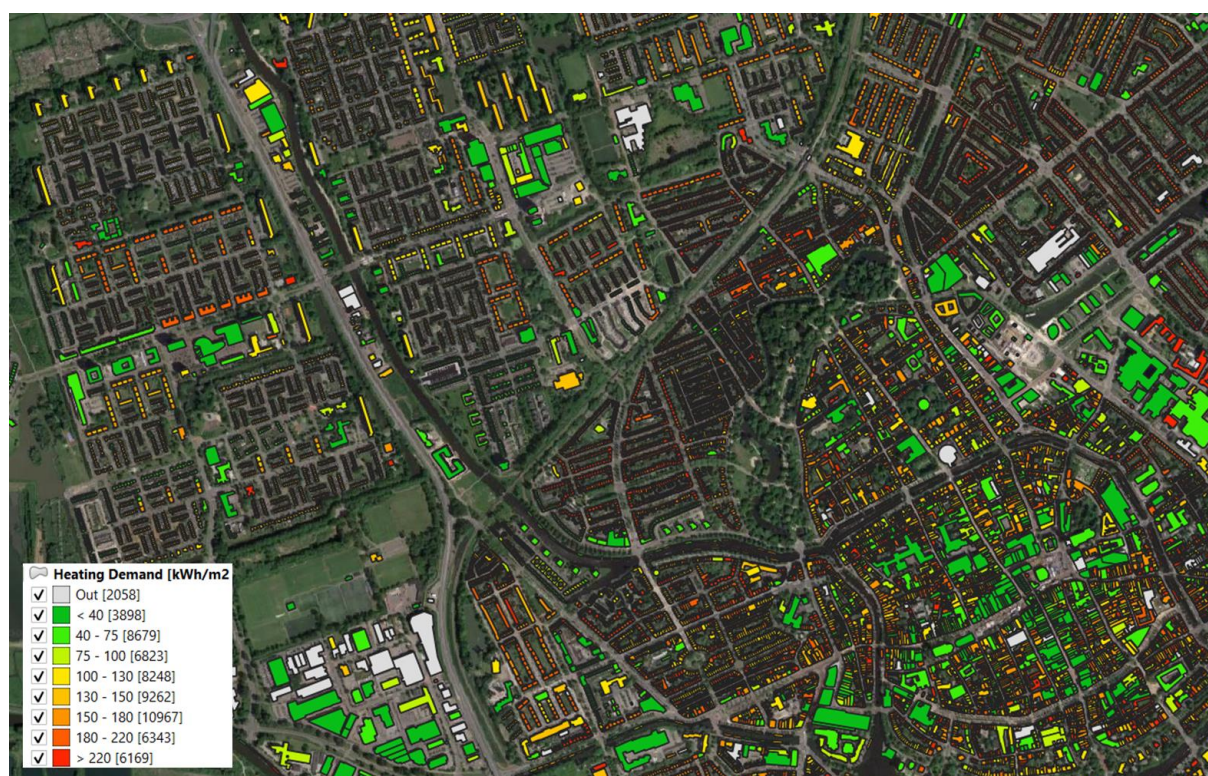 Heating Demand [kWh/m2
Out [2058]
< 40 [3898]
40 - 75 [8679]
75 - 100 [6823]
100 - 130 [8248]
130 - 150 [9262]
150 - 180 [10967]
180 - 220 [6343]
> 220 [6169]